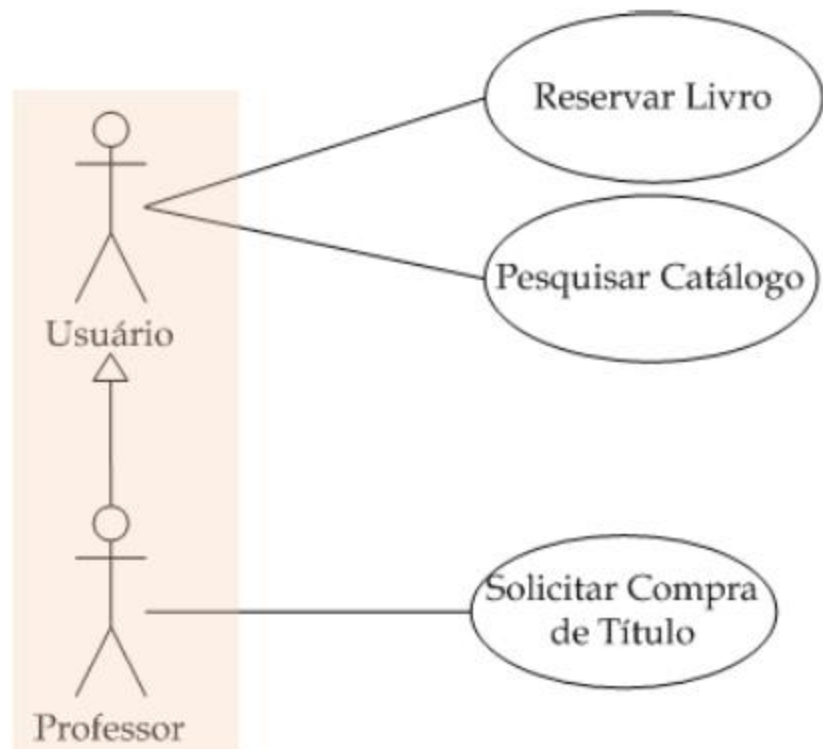 Reservar Livro
Pesquisar Catálogo
Usuário
Solicitar Compra
de Título
Professor